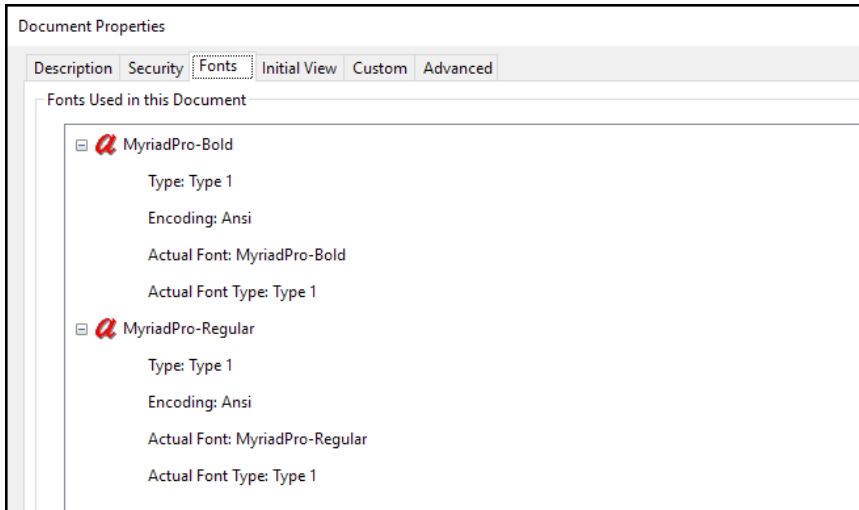 Document Properties
Description Security Fonts Initial View Custom Advanced
Fonts Used in this Document
MyriadPro-Bold
Type: Type 1
Encoding: Ansi
Actual Font: MyriadPro-Bold
Actual Font Type: Type 1
MyriadPro-Regular
Type: Type 1
Encoding: Ansi
Actual Font: MyriadPro-Regular
Actual Font Type: Type 1